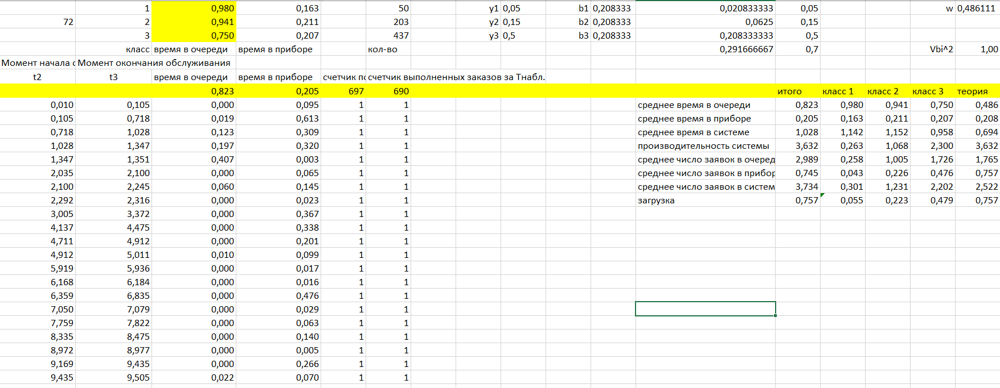 1 0,980 0,163 50 y1 0,05 b1 0,208333 0,020833333 0,05 w 0,486111
72 2 0,941 0,211 203 y2 0,15 b2 0,208333 0,0625 0,15
3 0,750 0,207 437 y3 0,5 b3 0,208333 0,208333333 0,5
класс время в очереди время в приборе кол-во 0,291666667 0,7 Vbi^2 1,00
Момент начала о Момент окончания обслуживания
t2 t3 время в очереди время в приборе счетчик по счетчик выполненных заказов за Тнабл.
0,823 0,205 697 690 итого класс 1 класс 2 класс 3 теория
0,010 0,105 0,000 0,095 1 1 среднее время в очереди 0,823 0,980 0,941 0,750 0,486
0,105 0,718 0,019 0,613 1 1 среднее время в приборе 0,205 0,163 0,211 0,207 0,208
0,718 1,028 0,123 0,309 1 1 среднее время в системе 1,028 1,142 1,152 0,958 0,694
1,028 1,347 0,197 0,320 1 1 производительность системы 3,632 0,263 1,068 2,300 3,632
1,347 1,351 0,407 0,003 1 1 среднее число заявок в очеред 2,989 0,258 1,005 1,726 1,765
2,035 2,100 0,000 0,065 1 1 среднее число заявок в прибор 0,745 0,043 0,226 0,476 0,757
2,100 2,245 0,060 0,145 1 1 среднее число заявок в систем 3,734 0,301 1,231 2,202 2,522
2,292 2,316 0,000 0,023 1 1 загрузка 0,757 0,055 0,223 0,479 0,757
3,005 3,372 0,000 0,367 1 1
4,137 4,475 0,000 0,338 1 1
4,711 4,912 0,000 0,201 1 1
4,912 5,011 0,010 0,099 1 1
5,919 5,936 0,000 0,017 1 1
6,168 6,184 0,000 0,016 1 1
6,359 6,835 0,000 0,476 1 1
7,050 7,079 0,000 0,029 1 1
7,759 7,822 0,000 0,063 1 1
8,335 8,475 0,000 0,140 1 1
8,972 8,977 0,000 0,005 1 1
9,169 9,435 0,000 0,266 1 1
9,435 9,505 0,022 0,070 1 1